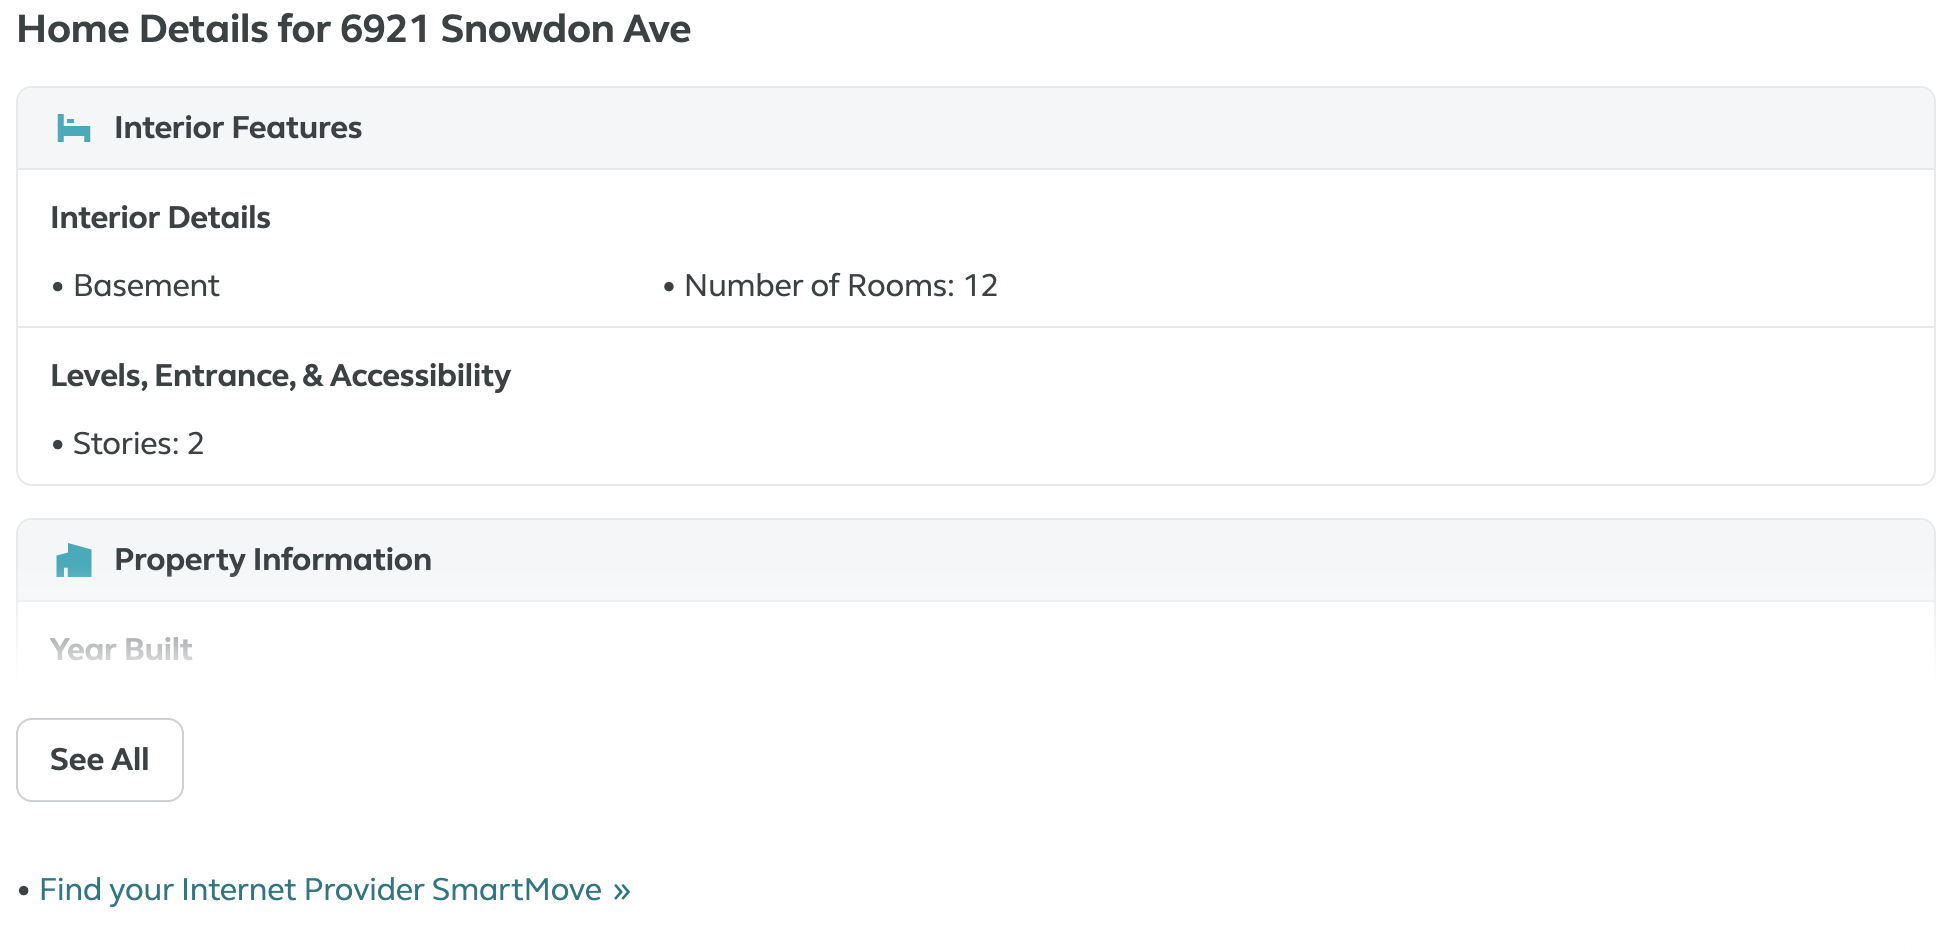 Home Details for 6921 Snowdon Ave
Interior Features
Interior Details
• Basement
• Number of Rooms: 12
Levels, Entrance, & Accessibility
• Stories: 2
Property Information
Year Built
See All
• Find your Internet Provider SmartMove »